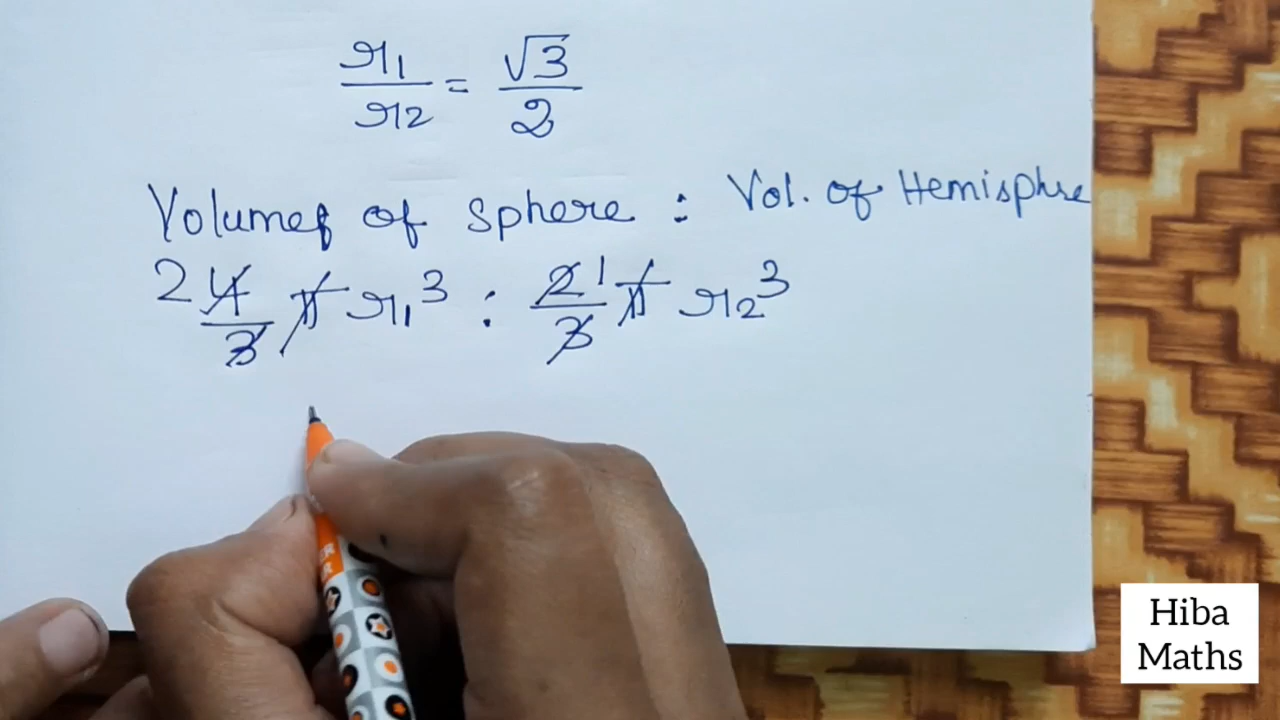 r₁/r₂ = √3/2
Volumes of sphere : Vol. of Hemisphre
2 4/3 π r₁³ : 2/3 1 π r₂³
Hiba
Maths